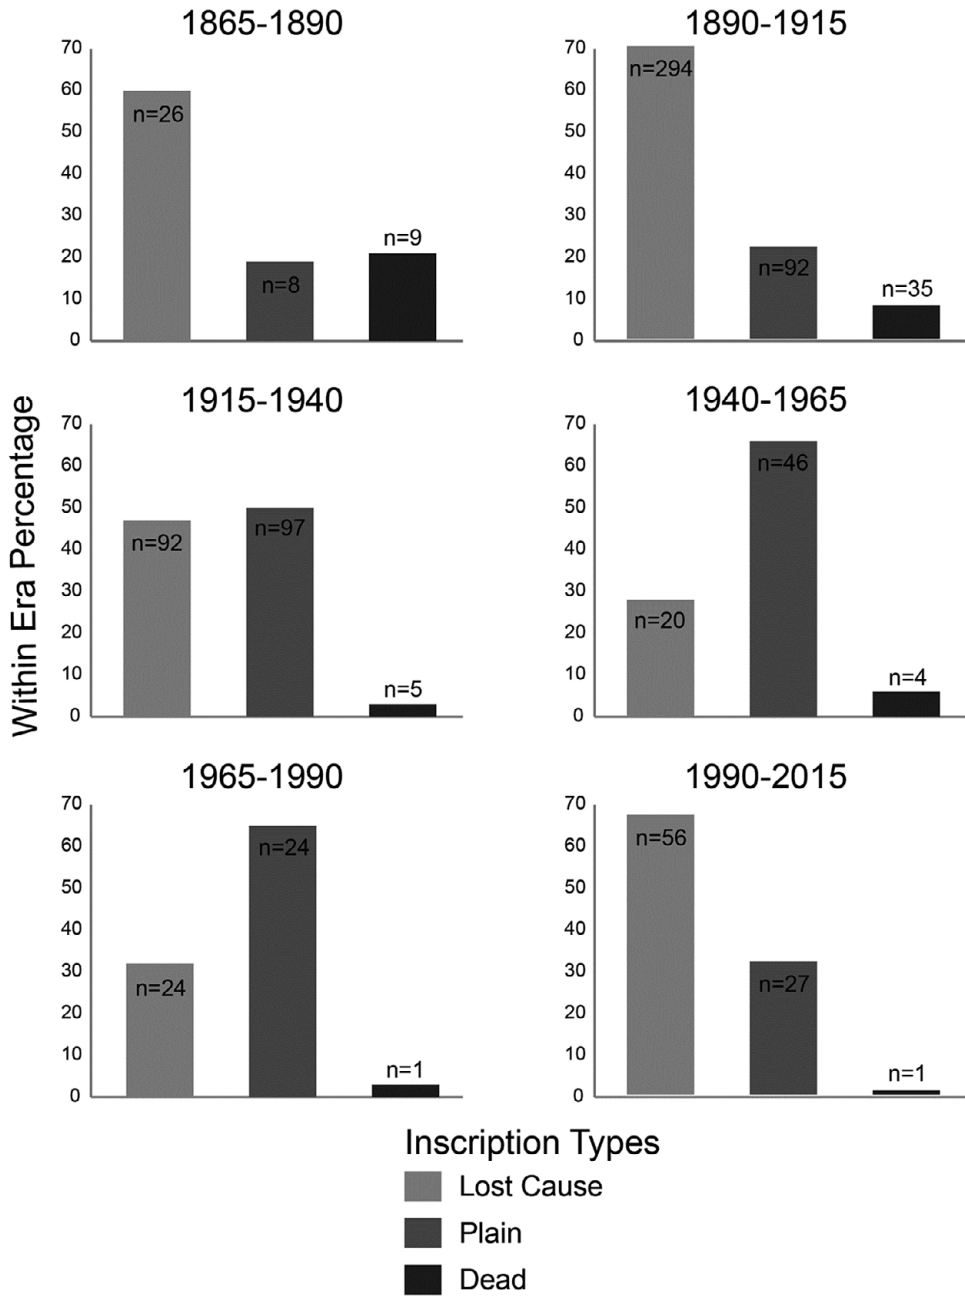 1865-1890
70
60
50
40
30
20
10
0
n=26
n=8
n=9
1890-1915
70
60
50
40
30
20
10
0
n=294
n=92
n=35
Within Era Percentage
1915-1940
70
60
50
40
30
20
10
0
n=92
n=97
n=5
1940-1965
70
60
50
40
30
20
10
0
n=20
n=46
n=4
1965-1990
70
60
50
40
30
20
10
0
n=24
n=24
n=1
1990-2015
70
60
50
40
30
20
10
0
n=56
n=27
n=1
Inscription Types
Lost Cause
Plain
Dead